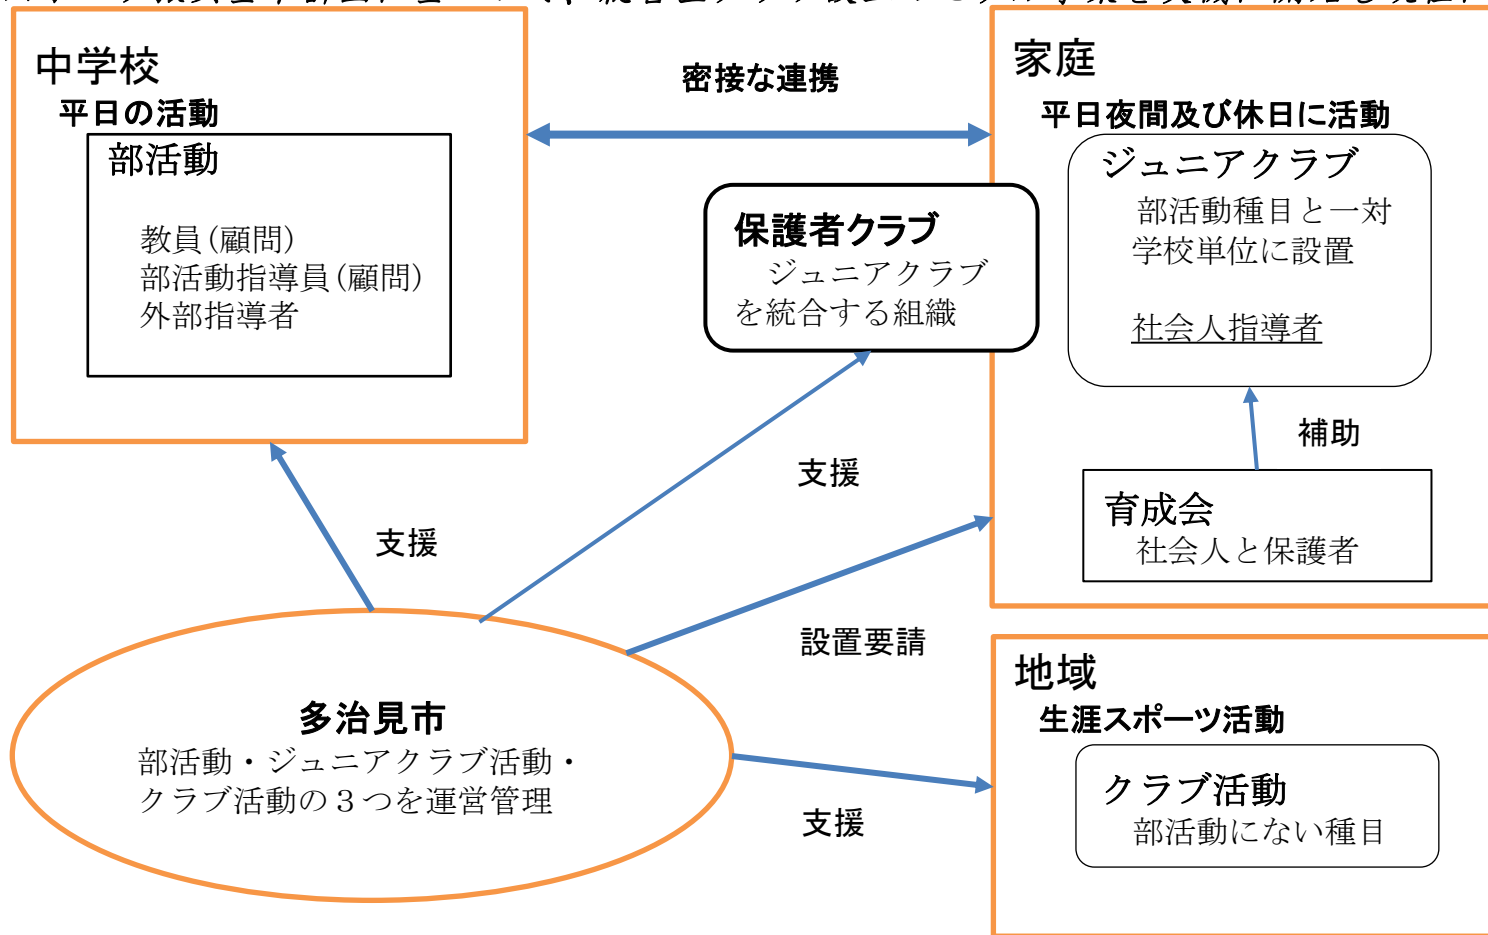 中学校
平日の活動
部活動
教員(顧問)
部活動指導員(顧問)
外部指導者
密接な連携
家庭
平日夜間及び休日に活動
ジュニアクラブ
部活動種目と一対
学校単位に設置
社会人指導者
保護者クラブ
ジュニアクラブ
を統合する組織
補助
育成会
社会人と保護者
支援
支援
設置要請
支援
多治見市
部活動・ジュニアクラブ活動・
クラブ活動の３つを運営管理
地域
生涯スポーツ活動
クラブ活動
部活動にない種目